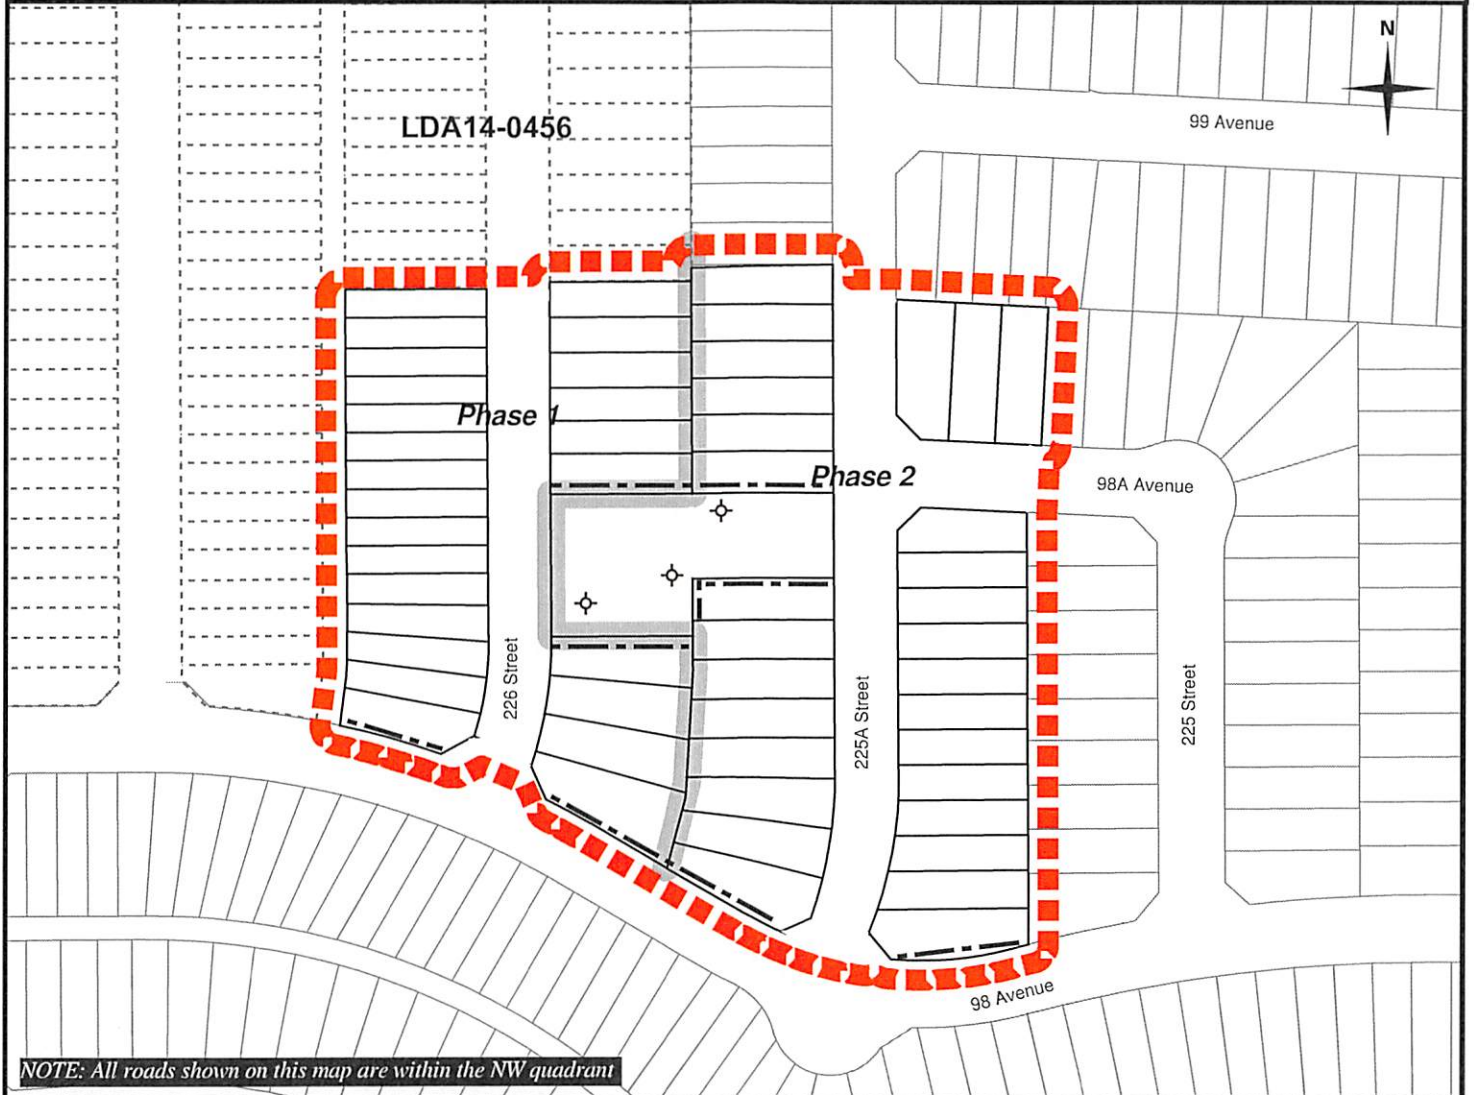 N
LDA14-0456
99 Avenue
Phase 1
Phase 2
98A Avenue
226 Street
225A Street
225 Street
98 Avenue
NOTE: All roads shown on this map are within the NW quadrant